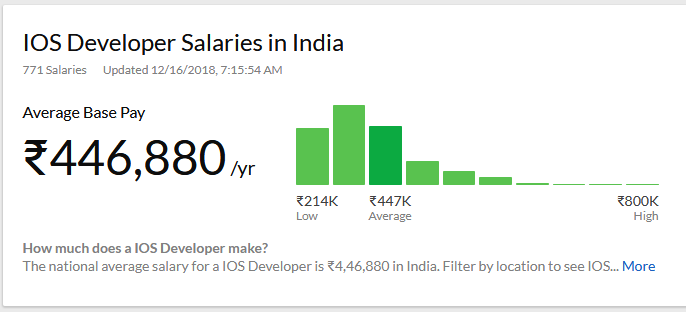 IOS Developer Salaries in India
771 Salaries Updated 12/16/2018, 7:15:54 AM
Average Base Pay
₹446,880 /yr
₹214K ₹447K ₹800K
Low Average High
How much does a IOS Developer make?
The national average salary for a IOS Developer is ₹4,46,880 in India. Filter by location to see IOS... More